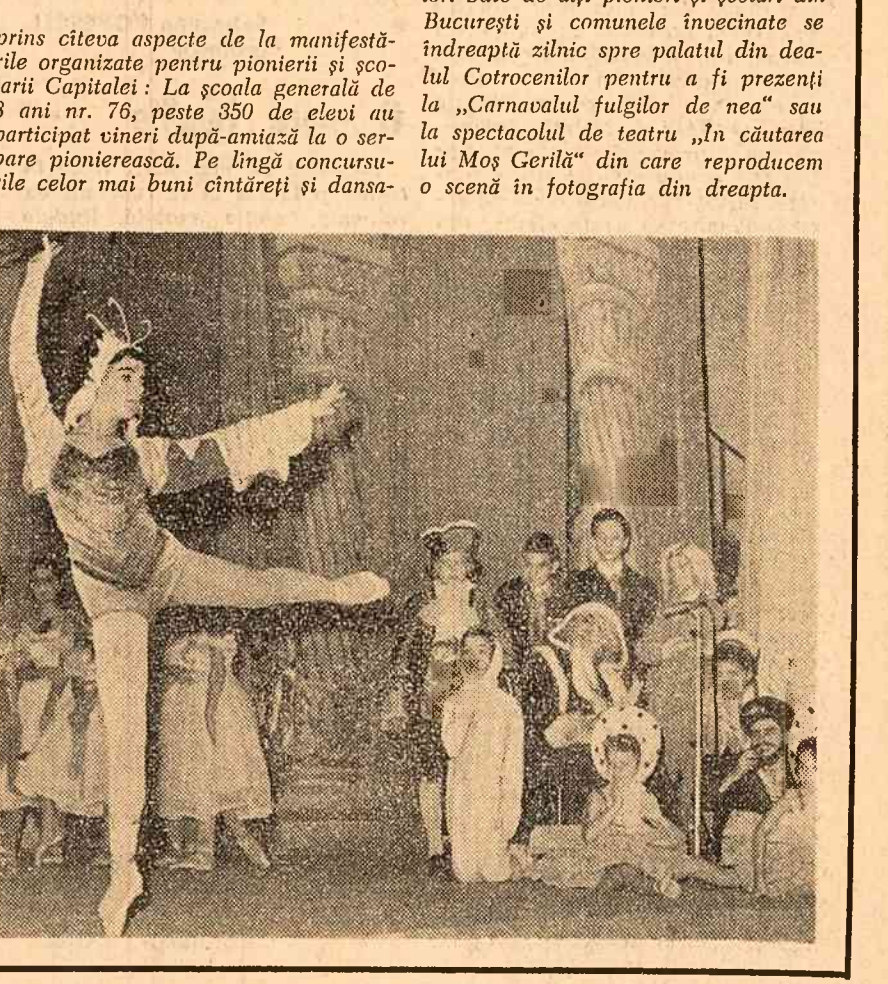 prins cîteva aspecte de la manifestă-
rile organizate pentru pionierii și șco-
larii Capitalei : La școala generală de
8 ani nr. 76, peste 350 de elevi au
participat vineri după-amiază la o ser-
bare pionierească. Pe lîngă concursu-
rile celor mai buni cîntăreți și dansa-
București și comunele învecinate se
îndreaptă zilnic spre palatul din dea-
lul Cotrocenilor pentru a fi prezenți
la „Carnavalul fulgilor de nea“ sau
la spectacolul de teatru „În căutarea
lui Moș Gerilă“ din care reproducem
o scenă în fotografia din dreapta.